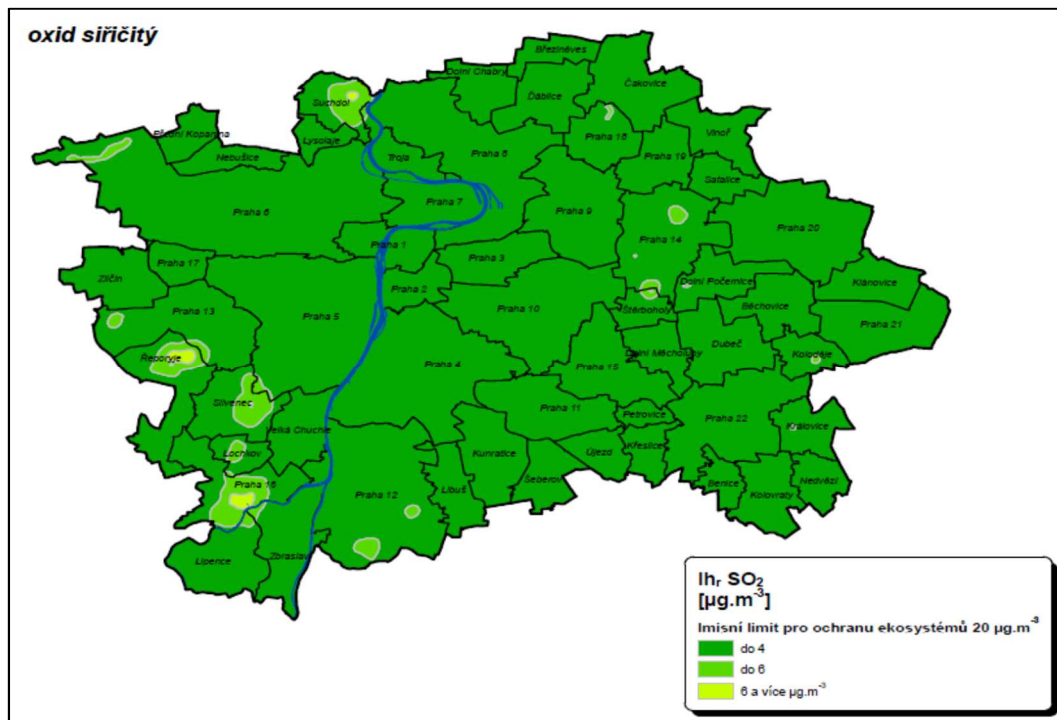 oxid siřičitý
Březiněves
Dolní Chabry
Čakovice
Ďáblice
Suchdol
Vinoř
Přední Kopanina
Lysolaje
Praha 18
Nebušice
Troja
Praha 8
Praha 19
Satalice
Praha 6
Praha 7
Praha 9
Praha 20
Praha 1
Praha 14
Praha 3
Praha 17
Zličín
Praha 2
Dolní Počernice
Klánovice
Praha 13
Praha 5
Praha 10
Štěrboholy
Běchovice
Praha 21
Řeporyje
Praha 4
Dolní Měcholupy
Dubeč
Koloděje
Praha 15
Slivenec
Velká Chuchle
Praha 11
Petrovice
Praha 22
Královice
Lochkov
Kunratice
Újezd
Křeslice
Praha 16
Praha 12
Libuš
Šeberov
Benice
Nedvězí
Kolovraty
Lipence
Zbraslav
Ihr SO2
[µg.m-3]
Imisní limit pro ochranu ekosystémů 20 µg.m-3
do 4
do 6
6 a více µg.m-3